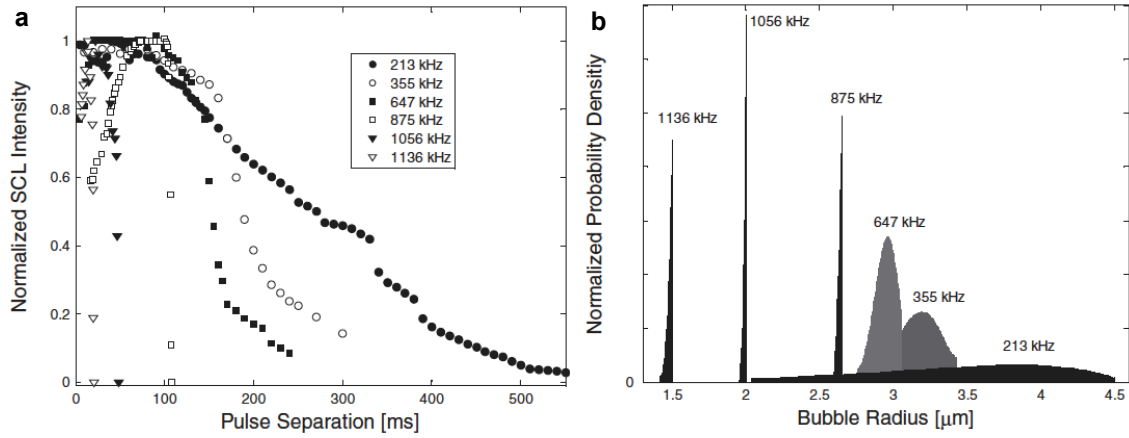 a
Normalized SCL Intensity
1
0.8
0.6
0.4
0.2
0
0
100
200
300
400
500
Pulse Separation [ms]
213 kHz
355 kHz
647 kHz
875 kHz
1056 kHz
1136 kHz
b
Normalized Probability Densitiy
0
1056 kHz
1136 kHz
875 kHz
647 kHz
355 kHz
213 kHz
1.5
2
2.5
3
3.5
4
4.5
Bubble Radius [μm]